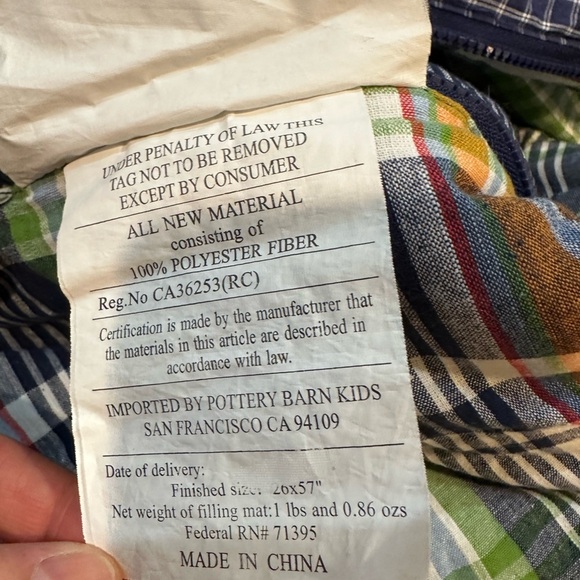 UNDER PENALTY OF LAW THIS
TAG NOT TO BE REMOVED
EXCEPT BY CONSUMER
ALL NEW MATERIAL
consisting of
100% POLYESTER FIBER
Reg.No CA36253(RC)
Certification is made by the manufacturer that
the materials in this article are described in
accordance with law.
IMPORTED BY POTTERY BARN KIDS
SAN FRANCISCO CA 94109
Date of delivery:
Finished size: 26x57"
Net weight of filling mat:1 lbs and 0.86 ozs
Federal RN# 71395
MADE IN CHINA